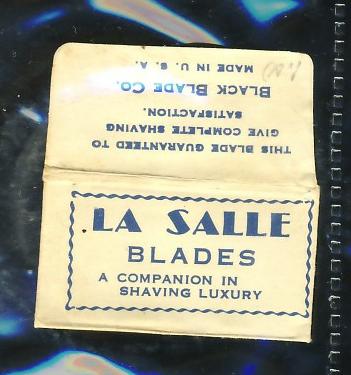 THIS BLADE GUARANTEED TO
GIVE COMPLETE SHAVING
SATISFACTION.
BLACK BLADE CO.
MADE IN U. S. A.
LA SALLE
BLADES
A COMPANION IN
SHAVING LUXURY